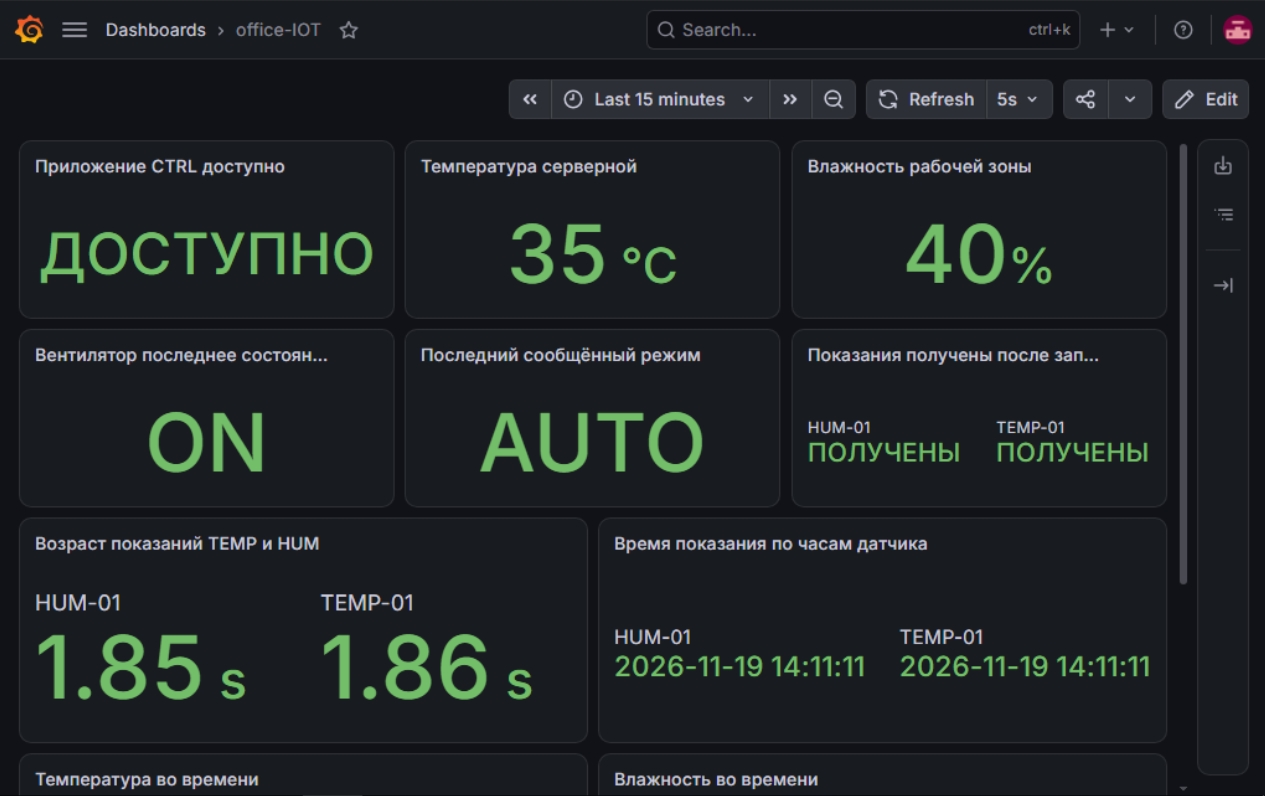 Dashboards › office-IOT
Search... ctrl+k
Last 15 minutes
Refresh 5s
Edit
Приложение CTRL доступно
ДОСТУПНО
Температура серверной
35 °C
Влажность рабочей зоны
40%
Вентилятор последнее состоян...
ON
Последний сообщённый режим
AUTO
Показания получены после зап...
HUM-01 TEMP-01
ПОЛУЧЕНЫ ПОЛУЧЕНЫ
Возраст показаний TEMP и HUM
HUM-01 TEMP-01
1.85 s 1.86 s
Время показания по часам датчика
HUM-01 TEMP-01
2026-11-19 14:11:11 2026-11-19 14:11:11
Температура во времени
Влажность во времени